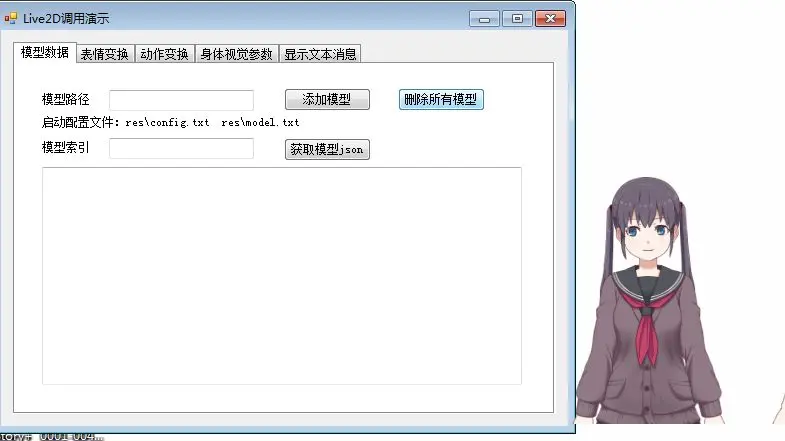 Live2D调用演示
模型数据 表情变换 动作变换 身体视觉参数 显示文本消息
模型路径 添加模型 删除所有模型
启动配置文件：res\config.txt res\model.txt
模型索引 获取模型json